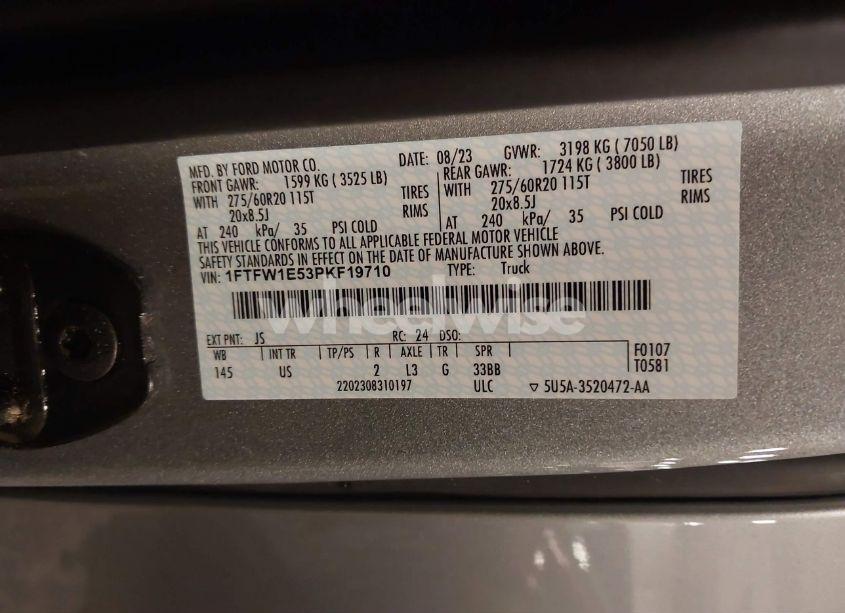 MFD. BY FORD MOTOR CO. DATE: 08/23 GVWR: 3198 KG ( 7050 LB)
FRONT GAWR: 1599 KG ( 3525 LB) REAR GAWR: 1724 KG ( 3800 LB)
WITH 275/60R20 115T TIRES WITH 275/60R20 115T TIRES
20x8.5J RIMS 20x8.5J RIMS
AT 240 kPa/ 35 PSI COLD AT 240 kPa/ 35 PSI COLD
THIS VEHICLE CONFORMS TO ALL APPLICABLE FEDERAL MOTOR VEHICLE
SAFETY STANDARDS IN EFFECT ON THE DATE OF MANUFACTURE SHOWN ABOVE.
VIN: 1FTFW1E53PKF19710 TYPE: Truck
wheelwise
EXT PNT: JS RC: 24 DSO:
WB INT TR TP/PS R AXLE TR SPR F0107
145 US 2 L3 G 33BB T0581
2202308310197 ULC ▽ 5U5A-3520472-AA